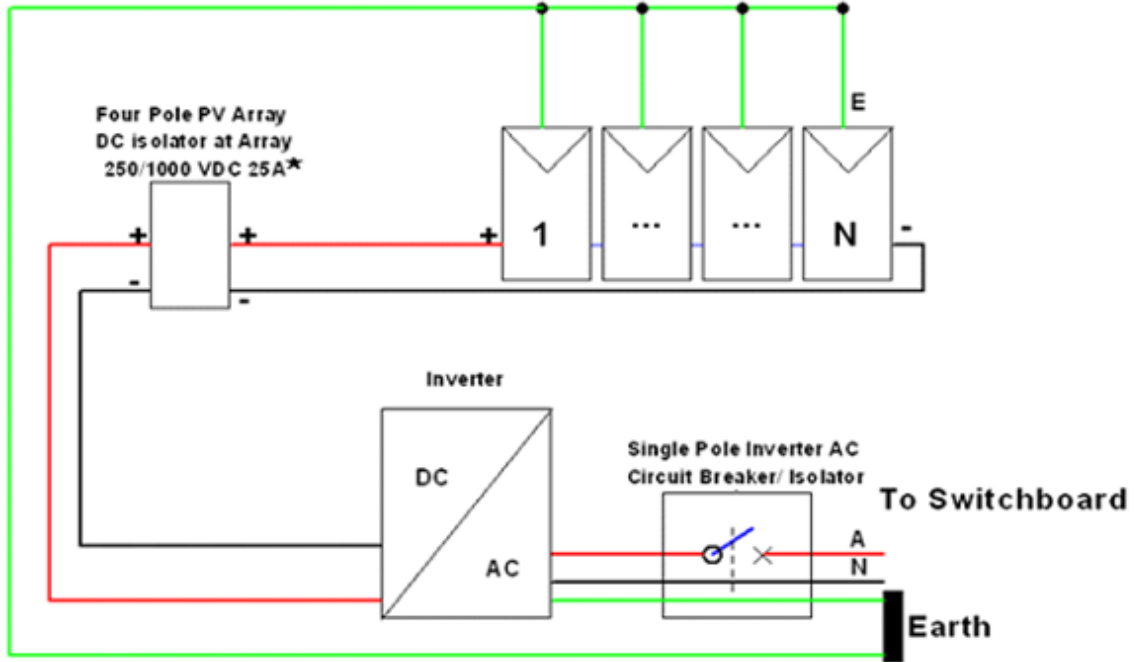 Four Pole PV Array
DC isolator at Array
250/1000 VDC 25A★
E
+
+
+
1
...
...
N
-
-
-
Inverter
DC
AC
Single Pole Inverter AC
Circuit Breaker/ Isolator
To Switchboard
A
N
Earth